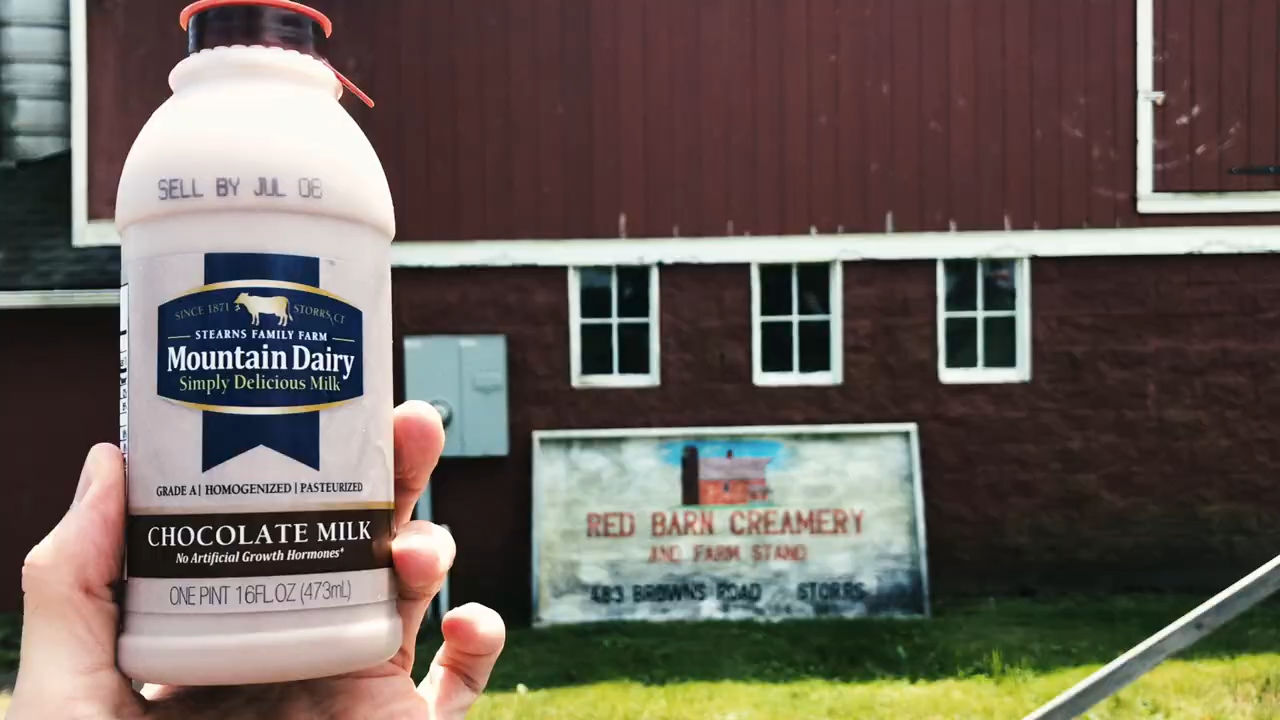 SELL BY JUL 06
SINCE 1871 STORRS, CT
STEARNS FAMILY FARM
Mountain Dairy
Simply Delicious Milk
GRADE A | HOMOGENIZED | PASTEURIZED
CHOCOLATE MILK
No Artificial Growth Hormones*
ONE PINT 16FL OZ (473mL)
RED BARN CREAMERY
AND FARM STAND
483 BROWNS ROAD STORRS